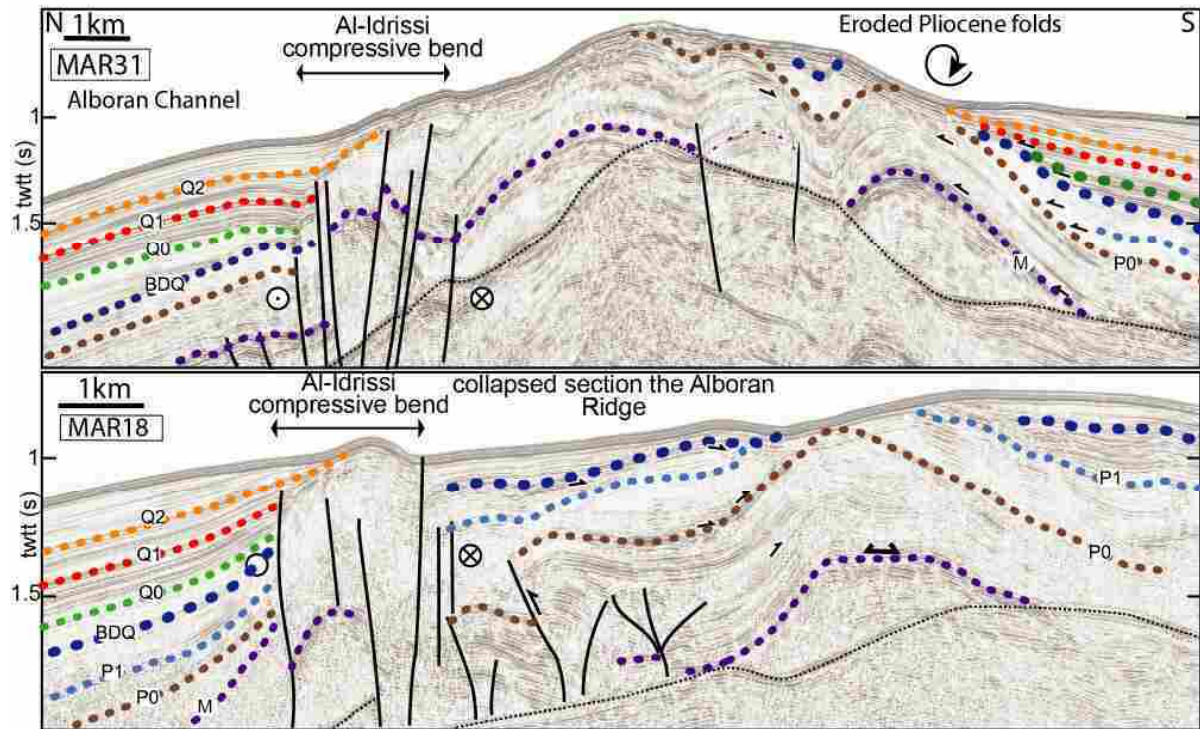 N
1km
MAR31
Alboran Channel
Al-Idrissi
compressive bend
Eroded Pliocene folds
S
twtt (s)
1
1.5
Q2
Q1
Q0
BDQ
M
P0'
1km
MAR18
Al-Idrissi
compressive bend
collapsed section the Alboran
Ridge
twtt (s)
1
1.5
Q2
Q1
Q0
BDQ
P1
P0'
M
P1
P0